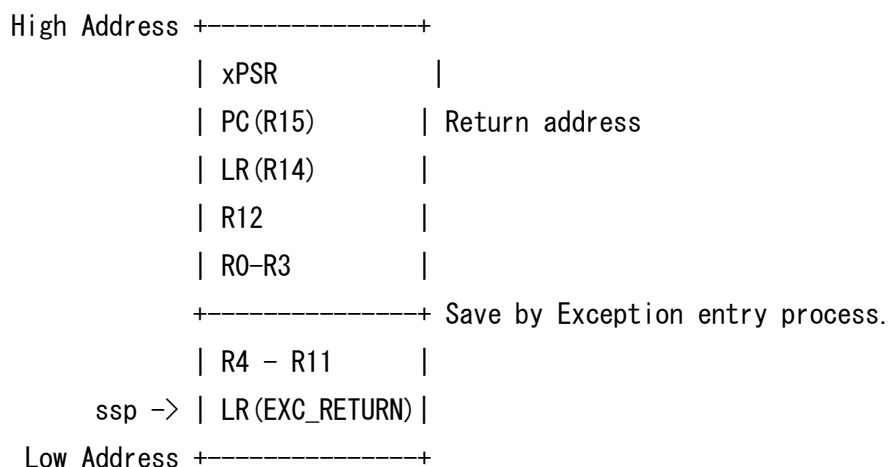 High Address +---------------+
             | xPSR          |
             | PC(R15)       | Return address
             | LR(R14)       |
             | R12           |
             | R0-R3         |
             +---------------+ Save by Exception entry process.
             | R4 - R11      |
      ssp -> | LR(EXC_RETURN)|
 Low Address +---------------+